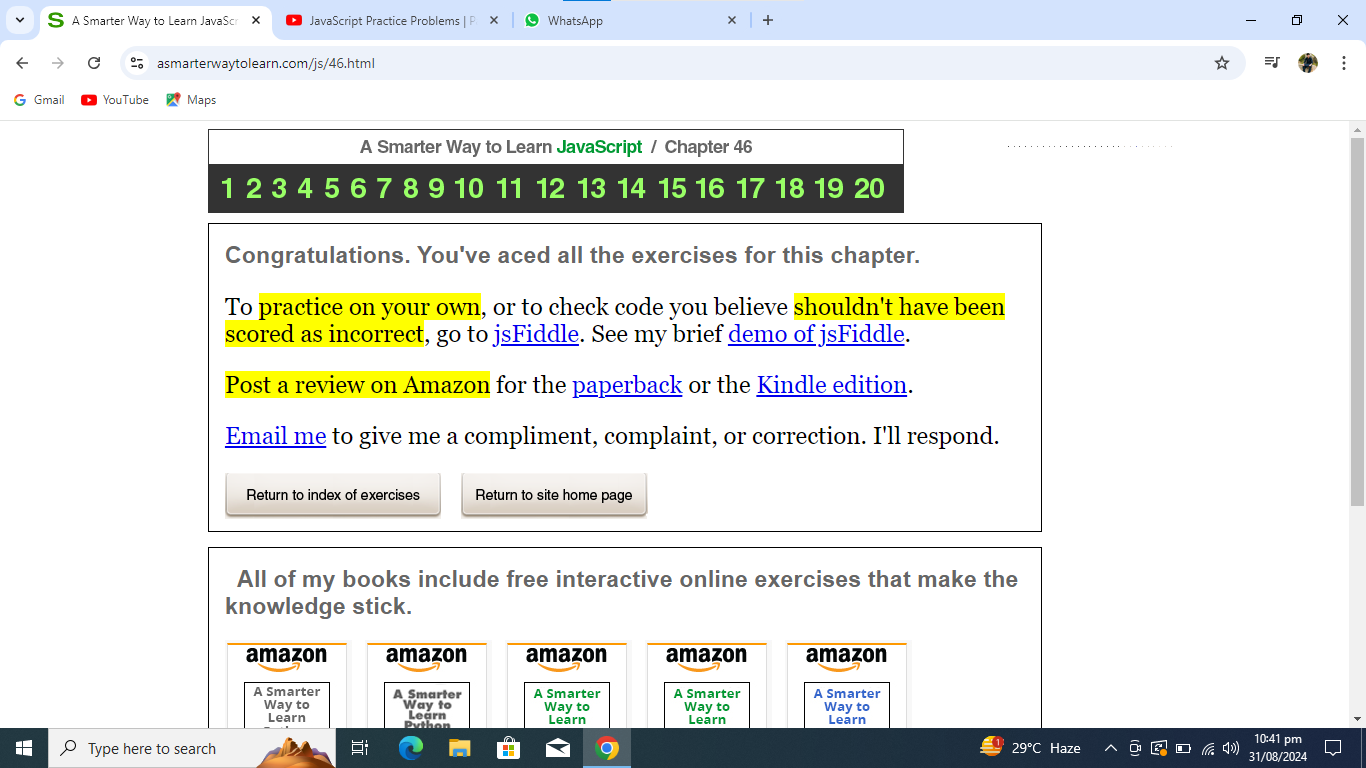 A Smarter Way to Learn JavaSc
JavaScript Practice Problems | P
WhatsApp
asmarterwaytolearn.com/js/46.html
Gmail
YouTube
Maps
A Smarter Way to Learn JavaScript / Chapter 46
1 2 3 4 5 6 7 8 9 10 11 12 13 14 15 16 17 18 19 20
Congratulations. You've aced all the exercises for this chapter.
To practice on your own, or to check code you believe shouldn't have been
scored as incorrect, go to jsFiddle. See my brief demo of jsFiddle.
Post a review on Amazon for the paperback or the Kindle edition.
Email me to give me a compliment, complaint, or correction. I'll respond.
Return to index of exercises
Return to site home page
All of my books include free interactive online exercises that make the
knowledge stick.
amazon
A Smarter
Way to
Learn
amazon
A Smarter
Way to
Learn
Python
amazon
A Smarter
Way to
Learn
amazon
A Smarter
Way to
Learn
amazon
A Smarter
Way to
Learn
Type here to search
1
29°C Haze
10:41 pm
31/08/2024